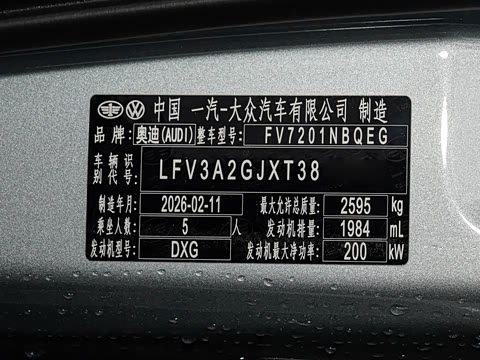 中国 一汽-大众汽车有限公司 制造
品牌: 奥迪(AUDI) 整车型号: FV7201NBQEG
车辆识别代号: LFV3A2GJXT38
制造年月: 2026-02-11 最大允许总质量: 2595 kg
乘坐人数: 5 人 发动机排量: 1984 mL
发动机型号: DXG 发动机最大净功率: 200 kW